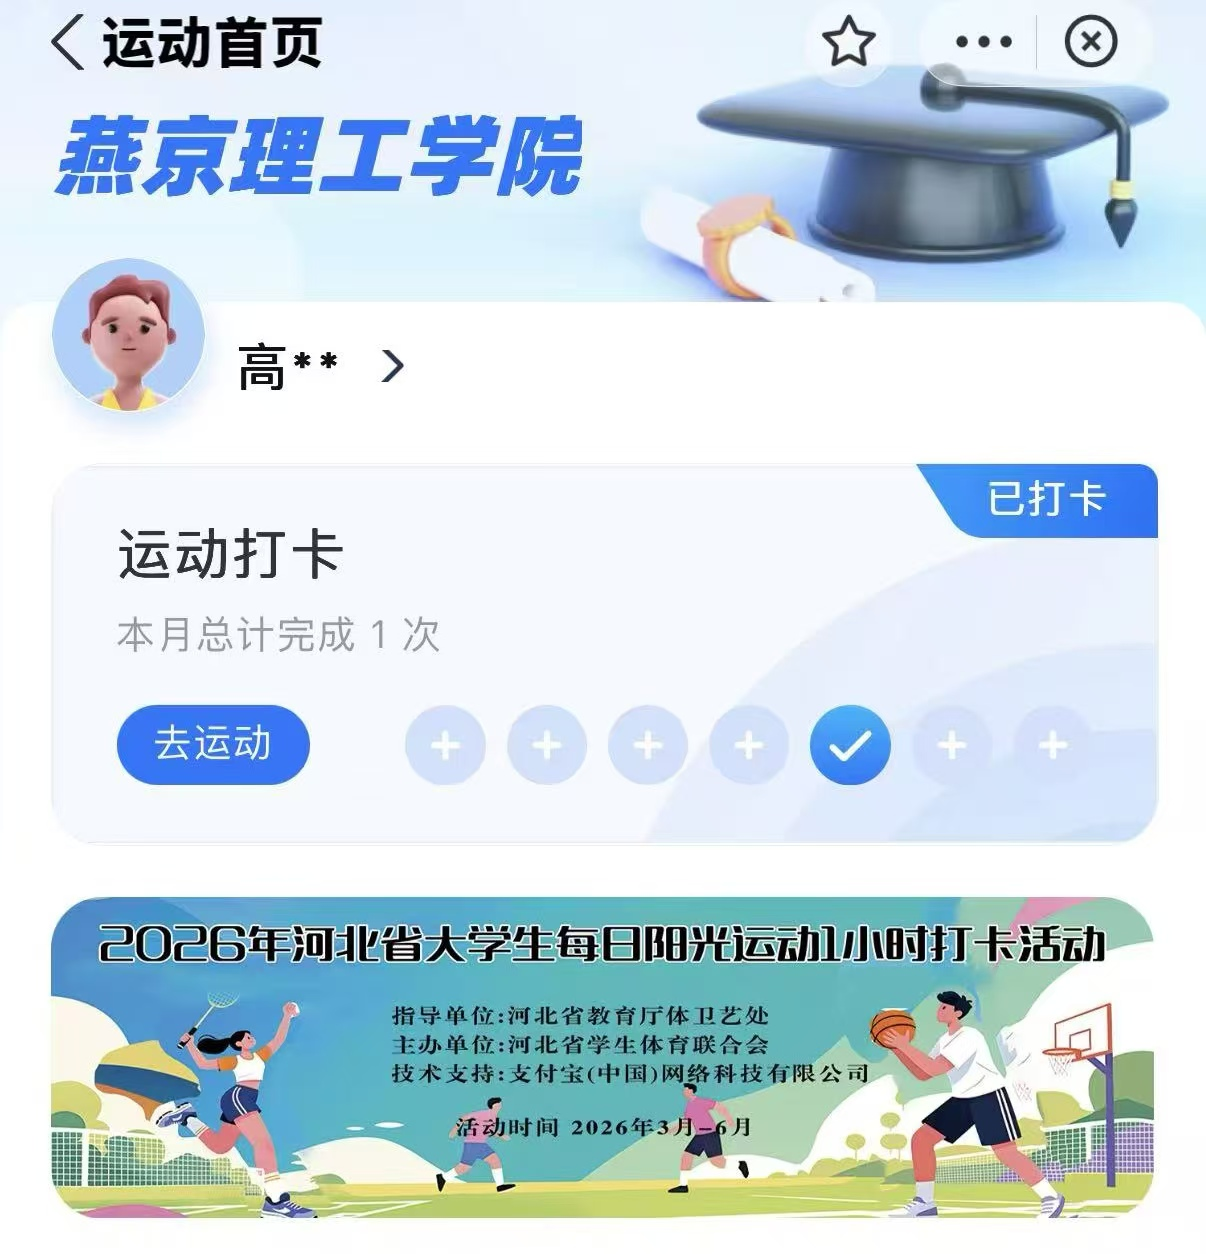 运动首页
燕京理工学院
高**
已打卡
运动打卡
本月总计完成 1 次
去运动
2026年河北省大学生每日阳光运动1小时打卡活动
指导单位:河北省教育厅体卫艺处
主办单位:河北省学生体育联合会
技术支持:支付宝(中国)网络科技有限公司
活动时间 2026年3月-6月